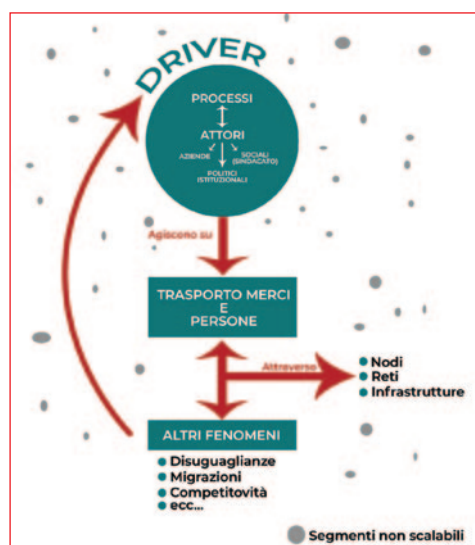 DRIVER
PROCESSI
ATTORI
AZIENDE
SOCIALI
(SINDACATO)
POLITICI
ISTITUZIONALI
Agiscono su
TRASPORTO MERCI
E
PERSONE
Attraverso
Nodi
Reti
Infrastrutture
ALTRI FENOMENI
Disuguaglianze
Migrazioni
Competitovità
ecc...
Segmenti non scalabili